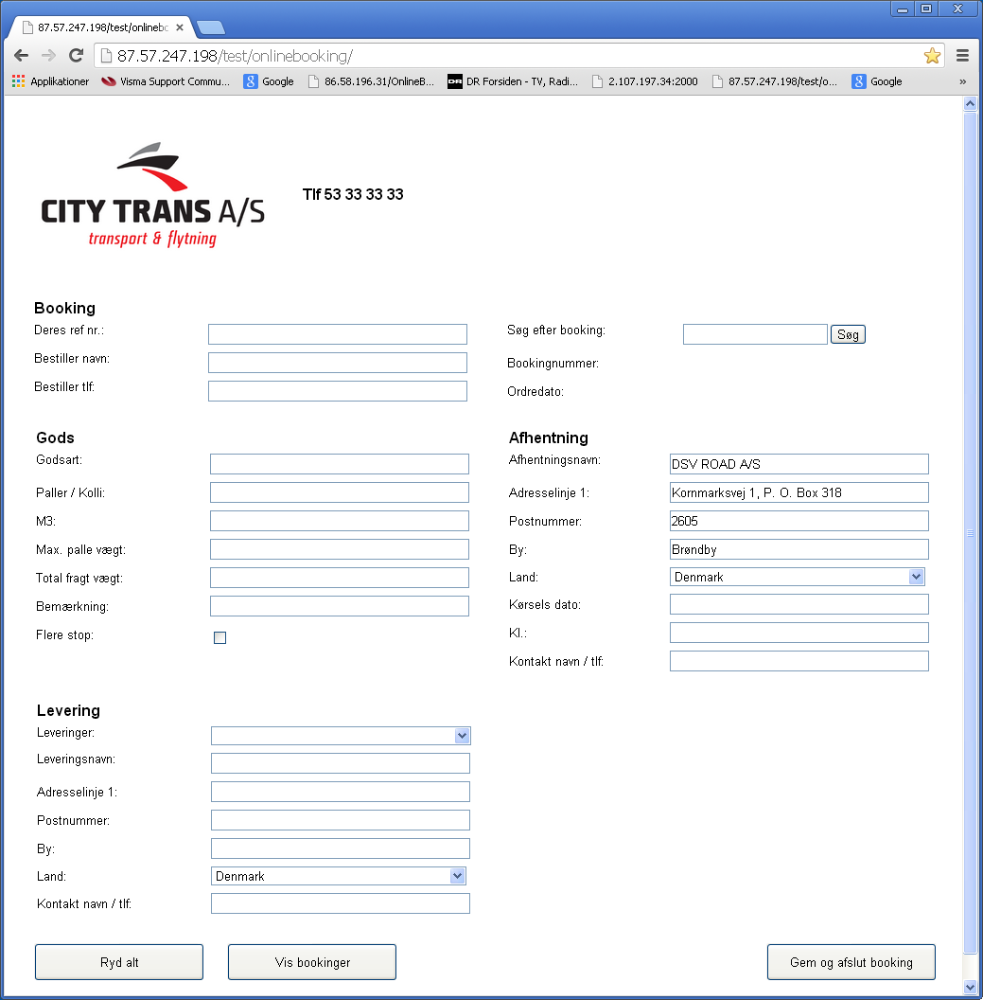 87.57.247.198/test/onlinebc
87.57.247.198/test/onlinebooking/
Applikationer Visma Support Commu... Google 86.58.196.31/OnlineB... DR DR Forsiden - TV, Radi... 2.107.197.34:2000 87.57.247.198/test/o... Google »
CITY TRANS A/S
transport & flytning
Tlf 53 33 33 33
Booking
Deres ref nr.:
Bestiller navn:
Bestiller tlf:
Søg efter booking: Søg
Bookingnummer:
Ordredato:
Gods
Godsart:
Paller / Kolli:
M3:
Max. palle vægt:
Total fragt vægt:
Bemærkning:
Flere stop:
Afhentning
Afhentningsnavn: DSV ROAD A/S
Adresselinje 1: Kornmarksvej 1, P. O. Box 318
Postnummer: 2605
By: Brøndby
Land: Denmark
Kørsels dato:
Kl.:
Kontakt navn / tlf:
Levering
Leveringer:
Leveringsnavn:
Adresselinje 1:
Postnummer:
By:
Land: Denmark
Kontakt navn / tlf:
Ryd alt Vis bookinger Gem og afslut booking